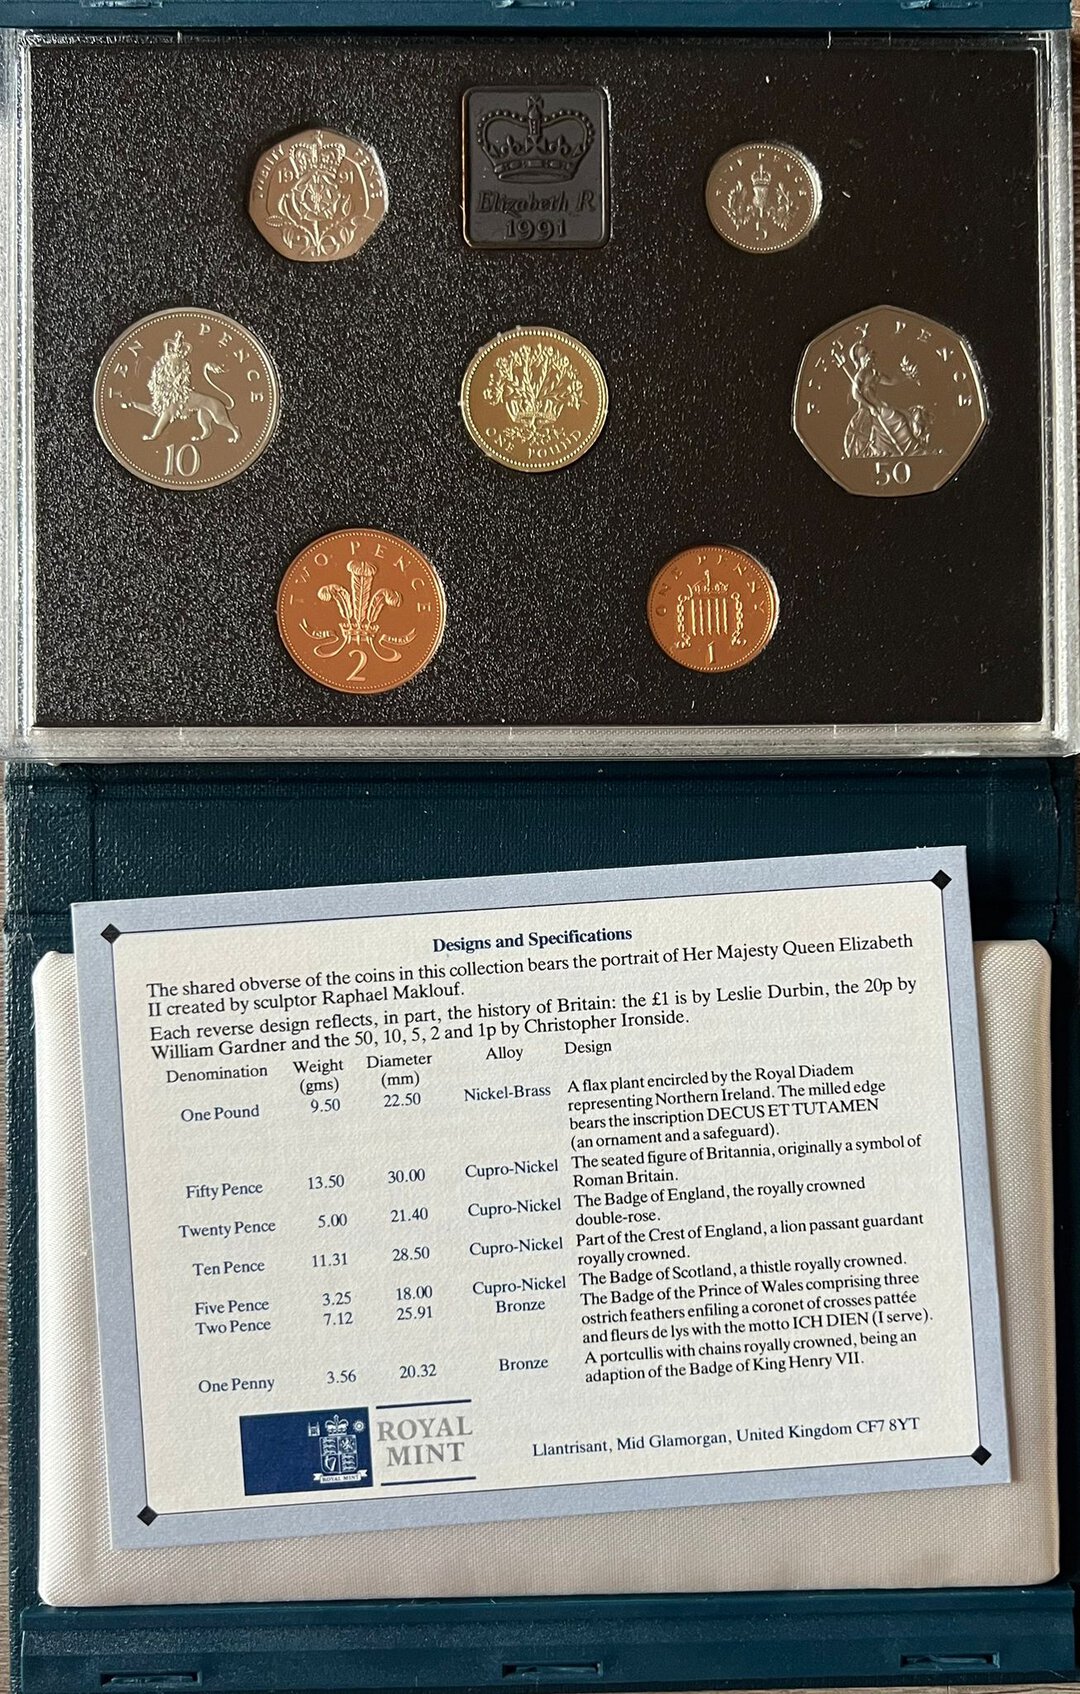 TWENTY PENCE
19 91
20
Elizabeth R
1991
FIVE PENCE
5
TEN PENCE
10
ONE POUND
FIFTY PENCE
50
TWO PENCE
ICH DIEN
2
ONE PENNY
1
Designs and Specifications
The shared obverse of the coins in this collection bears the portrait of Her Majesty Queen Elizabeth
II created by sculptor Raphael Maklouf.
Each reverse design reflects, in part, the history of Britain: the £1 is by Leslie Durbin, the 20p by
William Gardner and the 50, 10, 5, 2 and 1p by Christopher Ironside.
Denomination Weight Diameter Alloy Design
(gms) (mm)
One Pound 9.50 22.50 Nickel-Brass A flax plant encircled by the Royal Diadem
representing Northern Ireland. The milled edge
bears the inscription DECUS ET TUTAMEN
(an ornament and a safeguard).
Fifty Pence 13.50 30.00 Cupro-Nickel The seated figure of Britannia, originally a symbol of
Roman Britain.
Twenty Pence 5.00 21.40 Cupro-Nickel The Badge of England, the royally crowned
double-rose.
Ten Pence 11.31 28.50 Cupro-Nickel Part of the Crest of England, a lion passant guardant
royally crowned.
Five Pence 3.25 18.00 Cupro-Nickel The Badge of Scotland, a thistle royally crowned.
Two Pence 7.12 25.91 Bronze The Badge of the Prince of Wales comprising three
ostrich feathers enfiling a coronet of crosses pattée
and fleurs de lys with the motto ICH DIEN (I serve).
One Penny 3.56 20.32 Bronze A portcullis with chains royally crowned, being an
adaption of the Badge of King Henry VII.
ROYAL MINT
ROYAL
MINT
Llantrisant, Mid Glamorgan, United Kingdom CF7 8YT